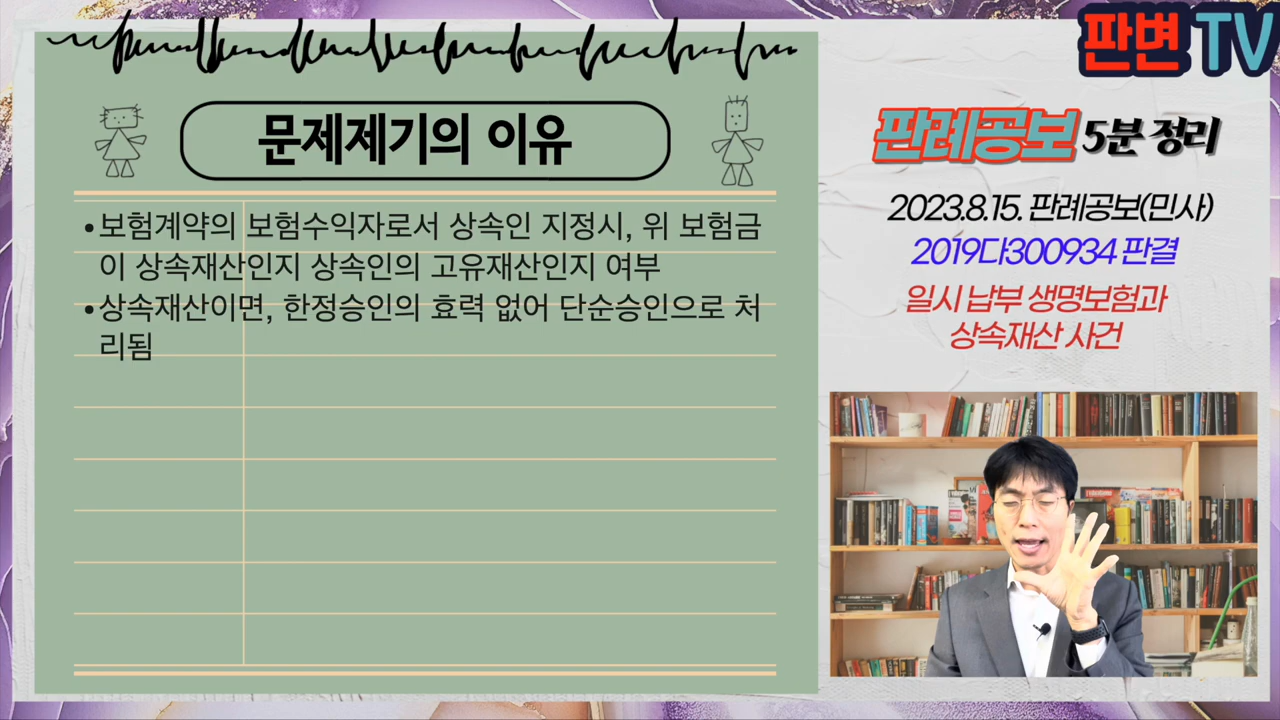 판변 TV
문제제기의 이유
•보험계약의 보험수익자로서 상속인 지정시, 위 보험금
이 상속재산인지 상속인의 고유재산인지 여부
•상속재산이면, 한정승인의 효력 없어 단순승인으로 처
리됨
판례공보 5분 정리
2023.8.15. 판례공보(민사)
2019다300934 판결
일시 납부 생명보험과
상속재산 사건